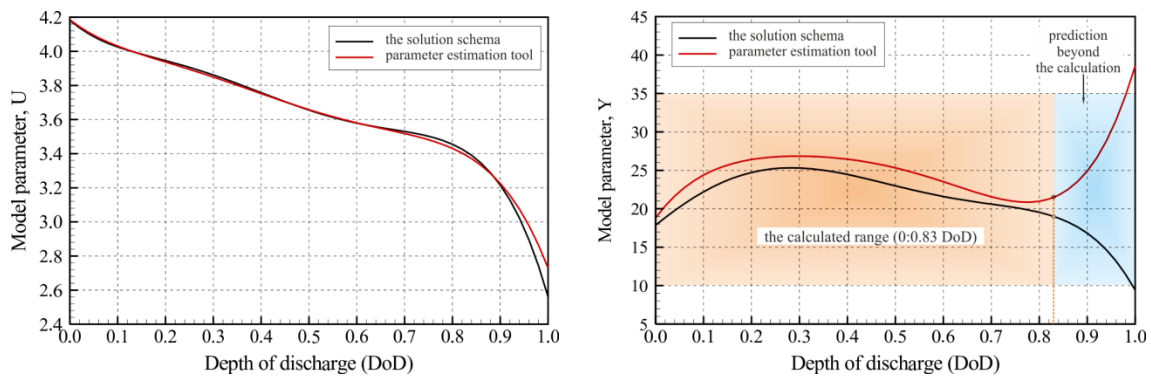 4.2
4.0
3.8
3.6
3.4
3.2
3.0
2.8
2.6
2.4
Model parameter, U
the solution schema
parameter estimation tool
0.0 0.1 0.2 0.3 0.4 0.5 0.6 0.7 0.8 0.9 1.0
Depth of discharge (DoD)
45
40
35
30
25
20
15
10
5
Model parameter, Y
the solution schema
parameter estimation tool
prediction
beyond
the calculation
the calculated range (0:0.83 DoD)
0.0 0.1 0.2 0.3 0.4 0.5 0.6 0.7 0.8 0.9 1.0
Depth of discharge (DoD)